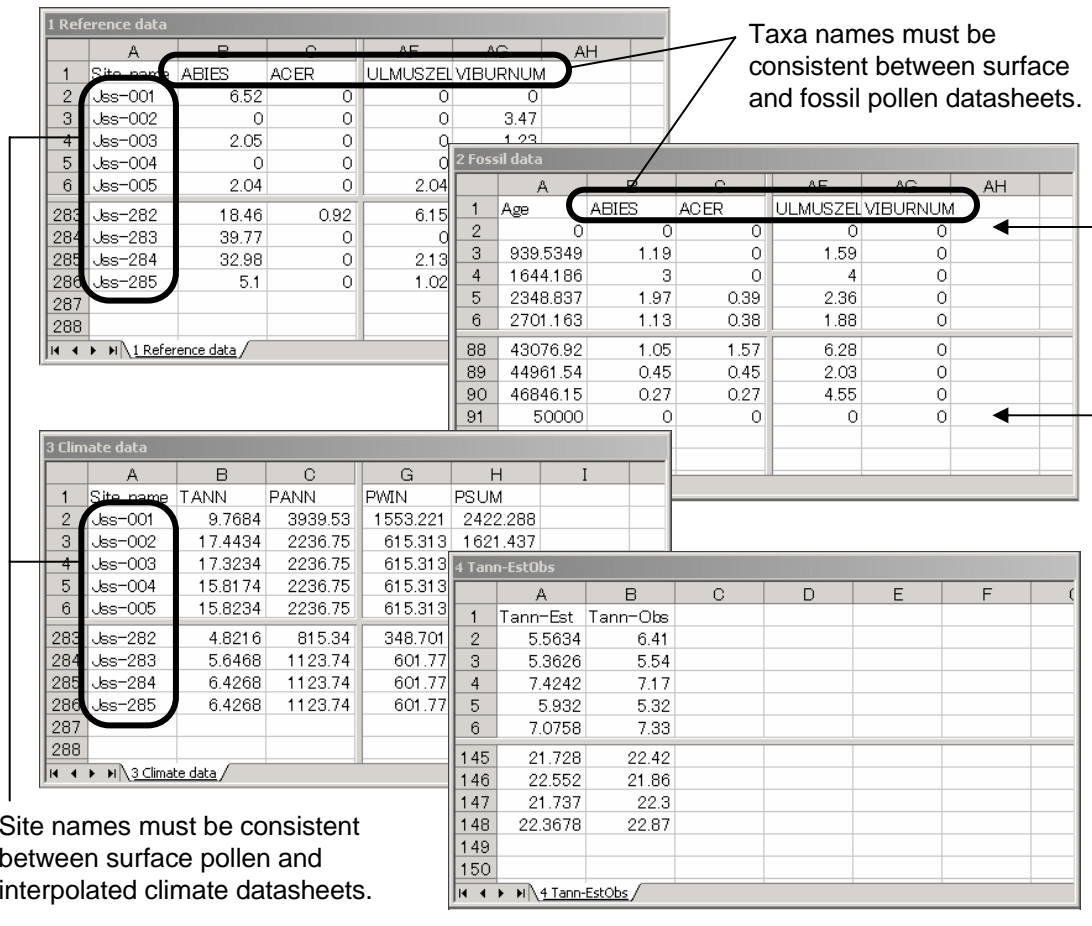 1 Reference data
A B C AF AG AH
1 Site name ABIES ACER ULMUSZEL VIBURNUM
2 Jss-001 6.52 0 0 0
3 Jss-002 0 0 0 3.47
4 Jss-003 2.05 0 0 1.23
5 Jss-004 0 0 0
6 Jss-005 2.04 0 2.04
283 Jss-282 18.46 0.92 6.15
284 Jss-283 39.77 0 0
285 Jss-284 32.98 0 2.13
286 Jss-285 5.1 0 1.02
287
288
1 Reference data
Taxa names must be
consistent between surface
and fossil pollen datasheets.
2 Fossil data
A B C AF AG AH
1 Age ABIES ACER ULMUSZEL VIBURNUM
2 0 0 0 0 0
3 939.5349 1.19 0 1.59 0
4 1644.186 3 0 4 0
5 2348.837 1.97 0.39 2.36 0
6 2701.163 1.13 0.38 1.88 0
88 43076.92 1.05 1.57 6.28 0
89 44961.54 0.45 0.45 2.03 0
90 46846.15 0.27 0.27 4.55 0
91 50000 0 0 0 0
3 Climate data
A B C G H I
1 Site name TANN PANN PWIN PSUM
2 Jss-001 9.7684 3939.53 1553.221 2422.288
3 Jss-002 17.4434 2236.75 615.313 1621.437
4 Jss-003 17.3234 2236.75 615.313
5 Jss-004 15.8174 2236.75 615.313
6 Jss-005 15.8234 2236.75 615.313
283 Jss-282 4.8216 815.34 348.701
284 Jss-283 5.6468 1123.74 601.77
285 Jss-284 6.4268 1123.74 601.77
286 Jss-285 6.4268 1123.74 601.77
287
288
3 Climate data
4 Tann-EstObs
A B C D E F
1 Tann-Est Tann-Obs
2 5.5634 6.41
3 5.3626 5.54
4 7.4242 7.17
5 5.932 5.32
6 7.0758 7.33
145 21.728 22.42
146 22.552 21.86
147 21.737 22.3
148 22.3678 22.87
149
150
4 Tann-EstObs
Site names must be consistent
between surface pollen and
interpolated climate datasheets.